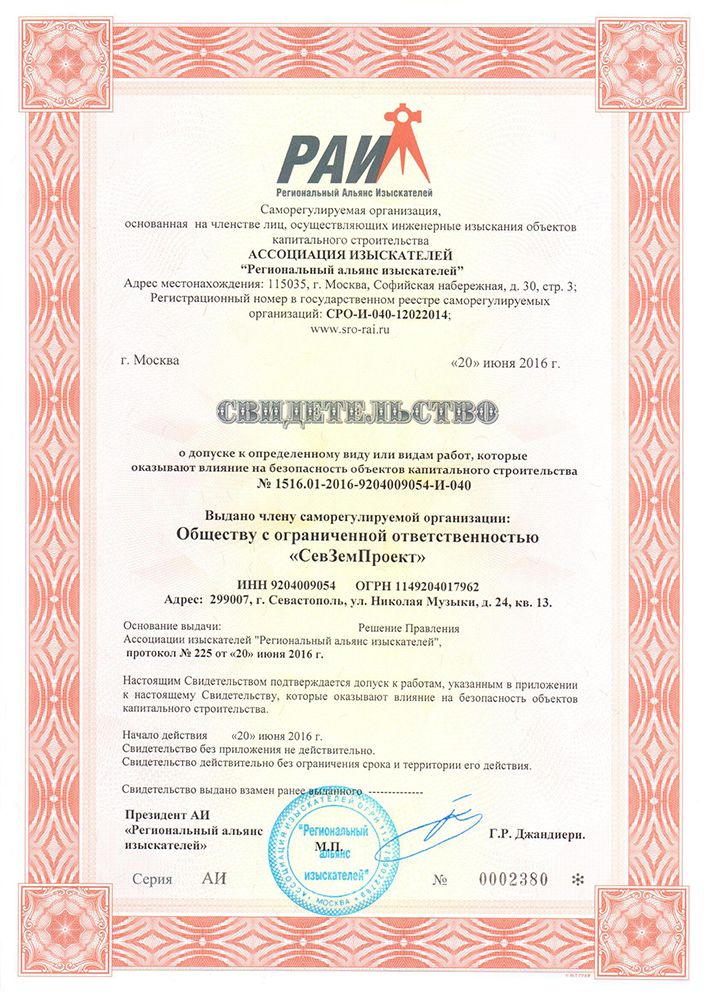 РАИ
Региональный Альянс Изыскателей
Саморегулируемая организация,
основанная на членстве лиц, осуществляющих инженерные изыскания объектов
капитального строительства
АССОЦИАЦИЯ ИЗЫСКАТЕЛЕЙ
“Региональный альянс изыскателей”
Адрес местонахождения: 115035, г. Москва, Софийская набережная, д. 30, стр. 3;
Регистрационный номер в государственном реестре саморегулируемых
организаций: СРО-И-040-12022014;
www.sro-rai.ru
г. Москва «20» июня 2016 г.
СВИДЕТЕЛЬСТВО
о допуске к определенному виду или видам работ, которые
оказывают влияние на безопасность объектов капитального строительства
№ 1516.01-2016-9204009054-И-040
Выдано члену саморегулируемой организации:
Обществу с ограниченной ответственностью
«СевЗемПроект»
ИНН 9204009054 ОГРН 1149204017962
Адрес: 299007, г. Севастополь, ул. Николая Музыки, д. 24, кв. 13.
Основание выдачи: Решение Правления
Ассоциации изыскателей "Региональный альянс изыскателей",
протокол № 225 от «20» июня 2016 г.
Настоящим Свидетельством подтверждается допуск к работам, указанным в приложении
к настоящему Свидетельству, которые оказывают влияние на безопасность объектов
капитального строительства.
Начало действия «20» июня 2016 г.
Свидетельство без приложения не действительно.
Свидетельство действительно без ограничения срока и территории его действия.
Свидетельство выдано взамен ранее выданного --------------
Президент АИ
«Региональный альянс
изыскателей»
М.П.
Г.Р. Джандиери.
"Региональный
альянс
изыскателей"
АССОЦИАЦИЯ ИЗЫСКАТЕЛЕЙ ОГРН
МОСКВА
Серия АИ № 0002380 *